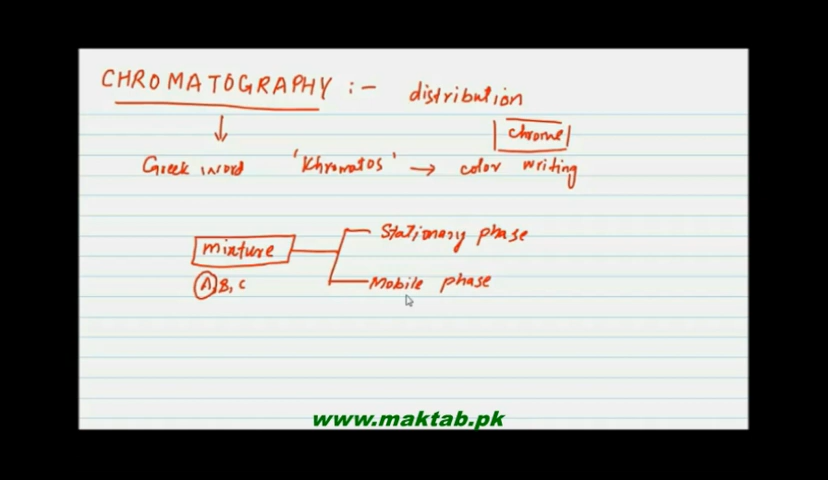 CHROMATOGRAPHY :- distribution
chrome
Greek word 'Khromatos' → color writing
mixture
Stationary phase
A, B, C
Mobile phase
www.maktab.pk